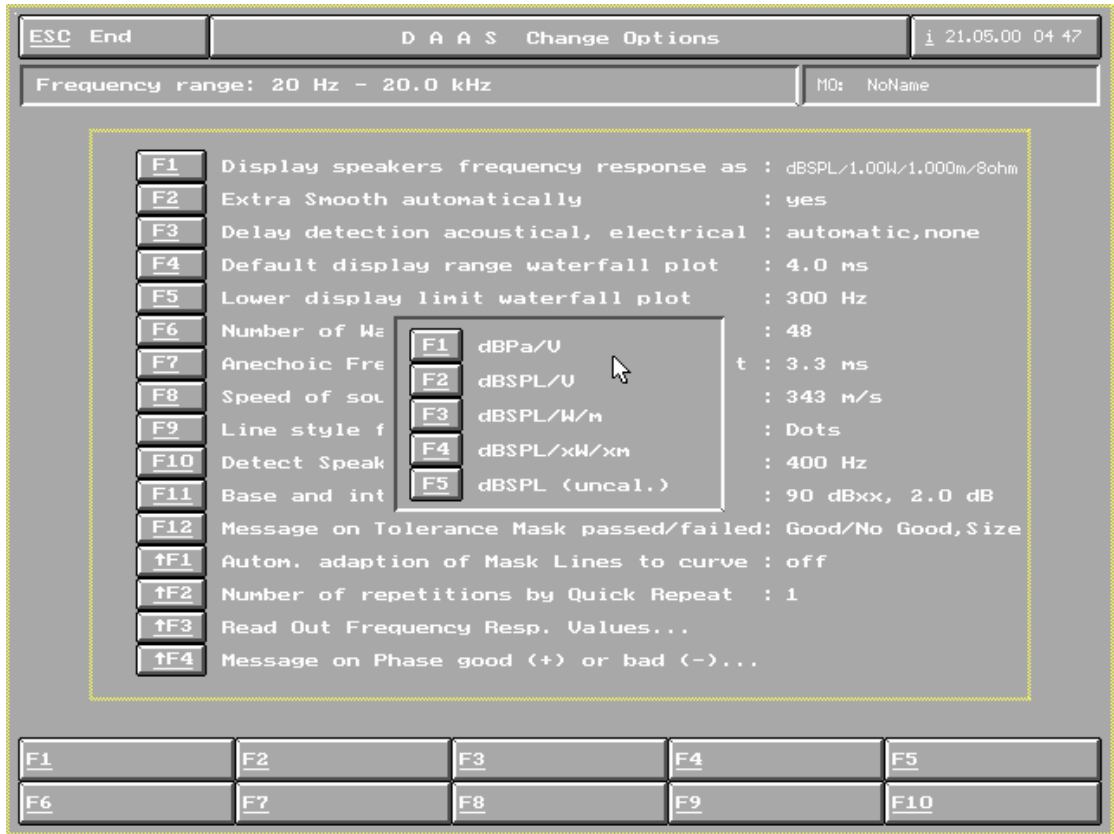 ESC End
D A A S Change Options
i 21.05.00 04 47
Frequency range: 20 Hz - 20.0 kHz
MO: NoName
F1 Display speakers frequency response as : dBSPL/1.00W/1.000m/8ohm
F2 Extra Smooth automatically : yes
F3 Delay detection acoustical, electrical : automatic,none
F4 Default display range waterfall plot : 4.0 ms
F5 Lower display limit waterfall plot : 300 Hz
F6 Number of Wa : 48
F7 Anechoic Fre t : 3.3 ms
F8 Speed of sou : 343 m/s
F9 Line style f : Dots
F10 Detect Speak : 400 Hz
F11 Base and int : 90 dBxx, 2.0 dB
F12 Message on Tolerance Mask passed/failed: Good/No Good,Size
↑F1 Autom. adaption of Mask Lines to curve : off
↑F2 Number of repetitions by Quick Repeat : 1
↑F3 Read Out Frequency Resp. Values...
↑F4 Message on Phase good (+) or bad (-)...
F1 dBPa/V
F2 dBSPL/V
F3 dBSPL/W/m
F4 dBSPL/xW/xm
F5 dBSPL (uncal.)
F1 F2 F3 F4 F5
F6 F7 F8 F9 F10